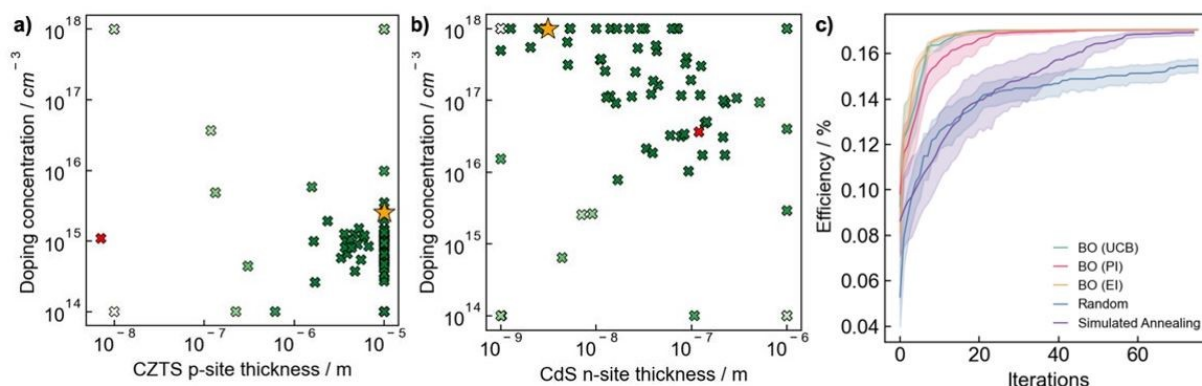 a)
Doping concentration / cm⁻³
10¹⁸
10¹⁷
10¹⁶
10¹⁵
10¹⁴
10⁻⁸
10⁻⁷
10⁻⁶
10⁻⁵
CZTS p-site thickness / m
b)
Doping concentration / cm⁻³
10¹⁸
10¹⁷
10¹⁶
10¹⁵
10¹⁴
10⁻⁹
10⁻⁸
10⁻⁷
10⁻⁶
CdS n-site thickness / m
c)
Efficiency / %
0.16
0.14
0.12
0.10
0.08
0.06
0.04
BO (UCB)
BO (PI)
BO (EI)
Random
Simulated Annealing
0
20
40
60
Iterations